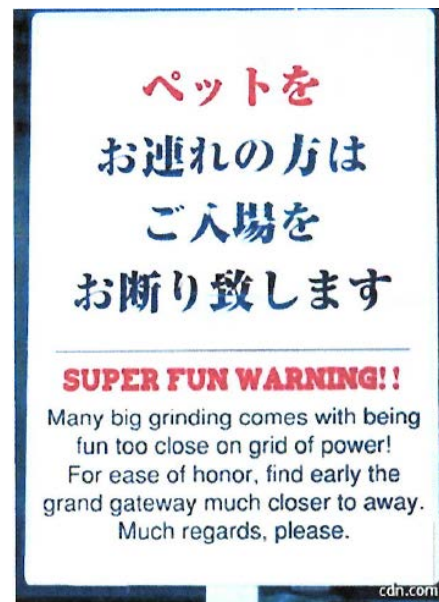 ペットを
お連れの方は
ご入場を
お断り致します
SUPER FUN WARNING!!
Many big grinding comes with being
fun too close on grid of power!
For ease of honor, find early the
grand gateway much closer to away.
Much regards, please.
cdn.com